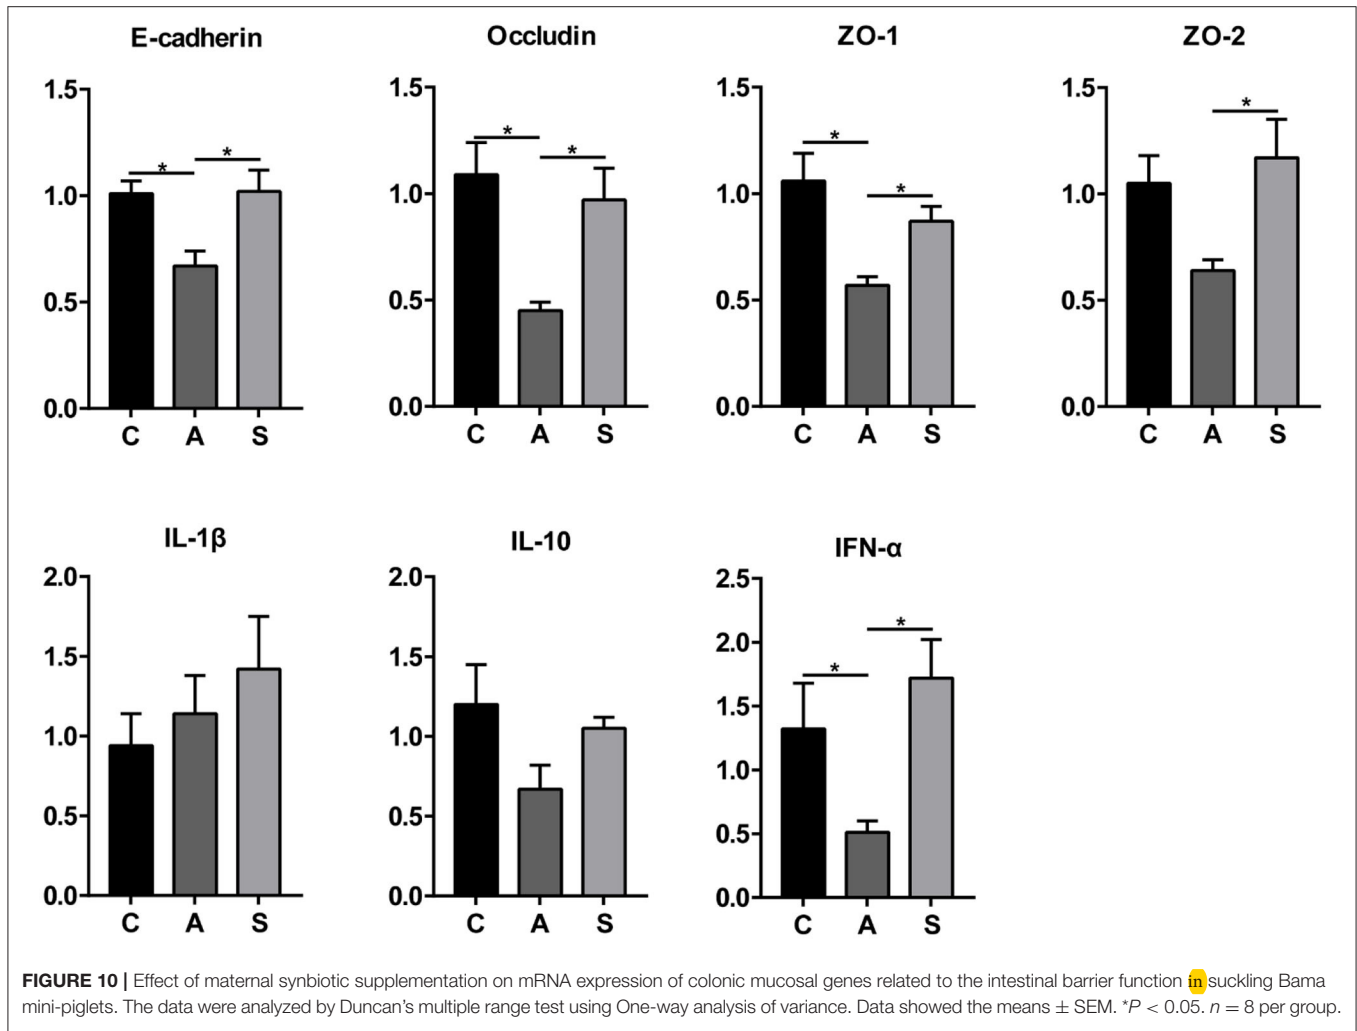 E-cadherin
1.5
*
*
1.0
0.5
0.0
C A S
Occludin
1.5
*
*
1.0
0.5
0.0
C A S
ZO-1
1.5
*
*
1.0
0.5
0.0
C A S
ZO-2
1.5
*
1.0
0.5
0.0
C A S
IL-1β
2.0
1.5
1.0
0.5
0.0
C A S
IL-10
2.0
1.5
1.0
0.5
0.0
C A S
IFN-α
2.5
2.0
*
*
1.5
1.0
0.5
0.0
C A S
FIGURE 10 | Effect of maternal synbiotic supplementation on mRNA expression of colonic mucosal genes related to the intestinal barrier function in suckling Bama
mini-piglets. The data were analyzed by Duncan's multiple range test using One-way analysis of variance. Data showed the means ± SEM. *P < 0.05. n = 8 per group.